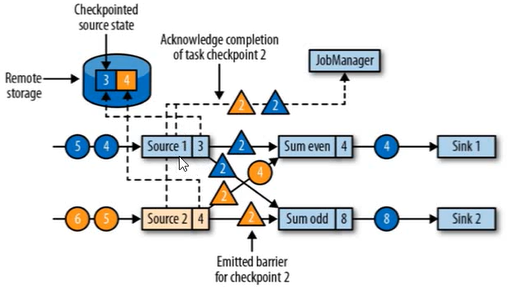 Checkpointed
source state
Acknowledge completion
of task checkpoint 2
JobManager
Remote
storage
3 4
2 2
5 4 Source 1 3 2 Sum even 4 4 Sink 1
2 4
2
6 5 Source 2 4 2 Sum odd 8 8 Sink 2
Emitted barrier
for checkpoint 2